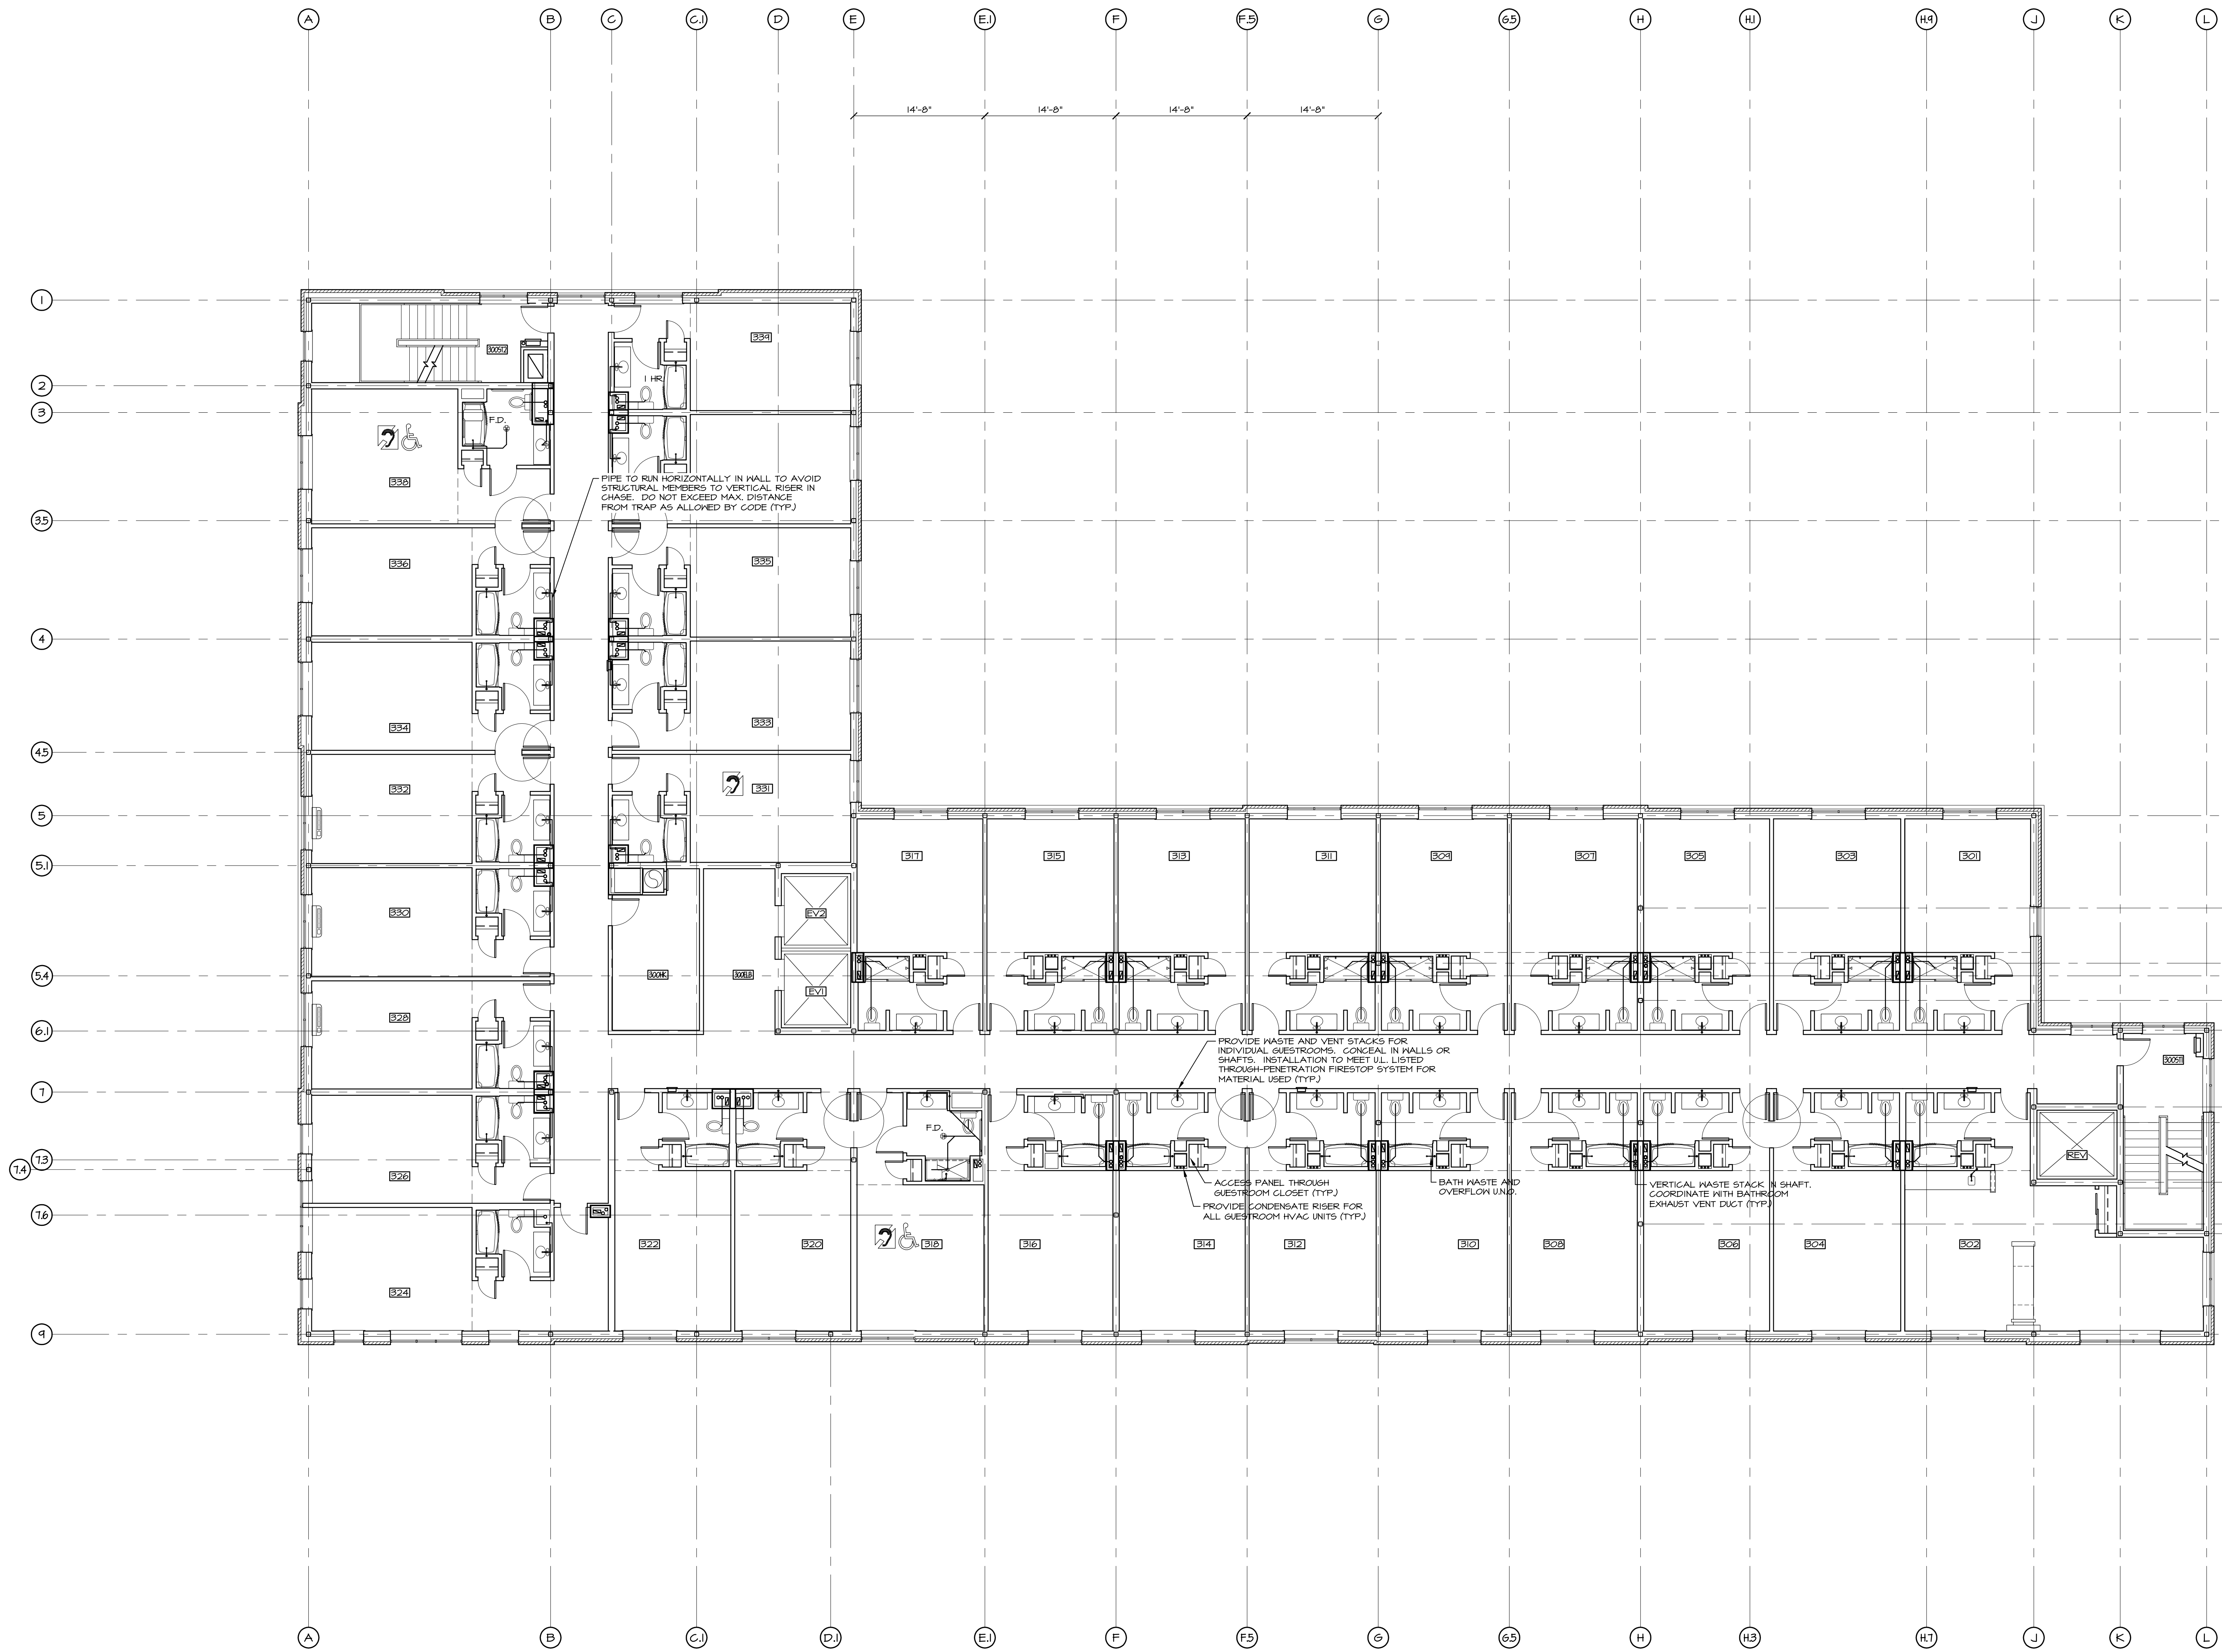 A B C C.1 D E E.1 F F.5 G G.5 H H.1 H.9 J K L
14'-8" 14'-8" 14'-8" 14'-8"
1
339
300ST2
2
1 HR.
3
F.D.
338
PIPE TO RUN HORIZONTALLY IN WALL TO AVOID
STRUCTURAL MEMBERS TO VERTICAL RISER IN
CHASE. DO NOT EXCEED MAX. DISTANCE
FROM TRAP AS ALLOWED BY CODE (TYP.)
3.5
336 335
4
334 333
4.5
332 331
5
317 315 313 311 309 307 305 303 301
5.1
330 EV2
5.4
300HK 300ELB
EV1
328
6.1
PROVIDE WASTE AND VENT STACKS FOR
INDIVIDUAL GUESTROOMS. CONCEAL IN WALLS OR
SHAFTS. INSTALLATION TO MEET U.L. LISTED
THROUGH-PENETRATION FIRESTOP SYSTEM FOR
MATERIAL USED (TYP.)
300ST1
7
F.D.
REV
7.3
7.4
326
ACCESS PANEL THROUGH
GUESTROOM CLOSET (TYP.)
BATH WASTE AND
OVERFLOW U.N.O.
VERTICAL WASTE STACK IN SHAFT.
COORDINATE WITH BATHROOM
EXHAUST VENT DUCT (TYP.)
PROVIDE CONDENSATE RISER FOR
ALL GUESTROOM HVAC UNITS (TYP.)
7.6
322 320 318 316 314 312 310 308 306 304 302
324
9
A B C.1 D.1 E.1 F F.5 G G.5 H H.3 H.7 J K L